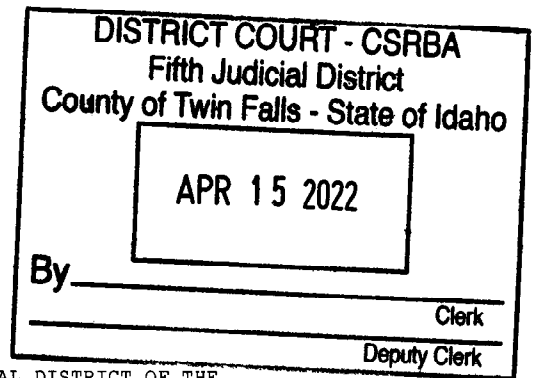 DISTRICT COURT - CSRBA
Fifth Judicial District
County of Twin Falls - State of Idaho
APR 15 2022
By
Clerk
Deputy Clerk
AL DISTRICT OF THE